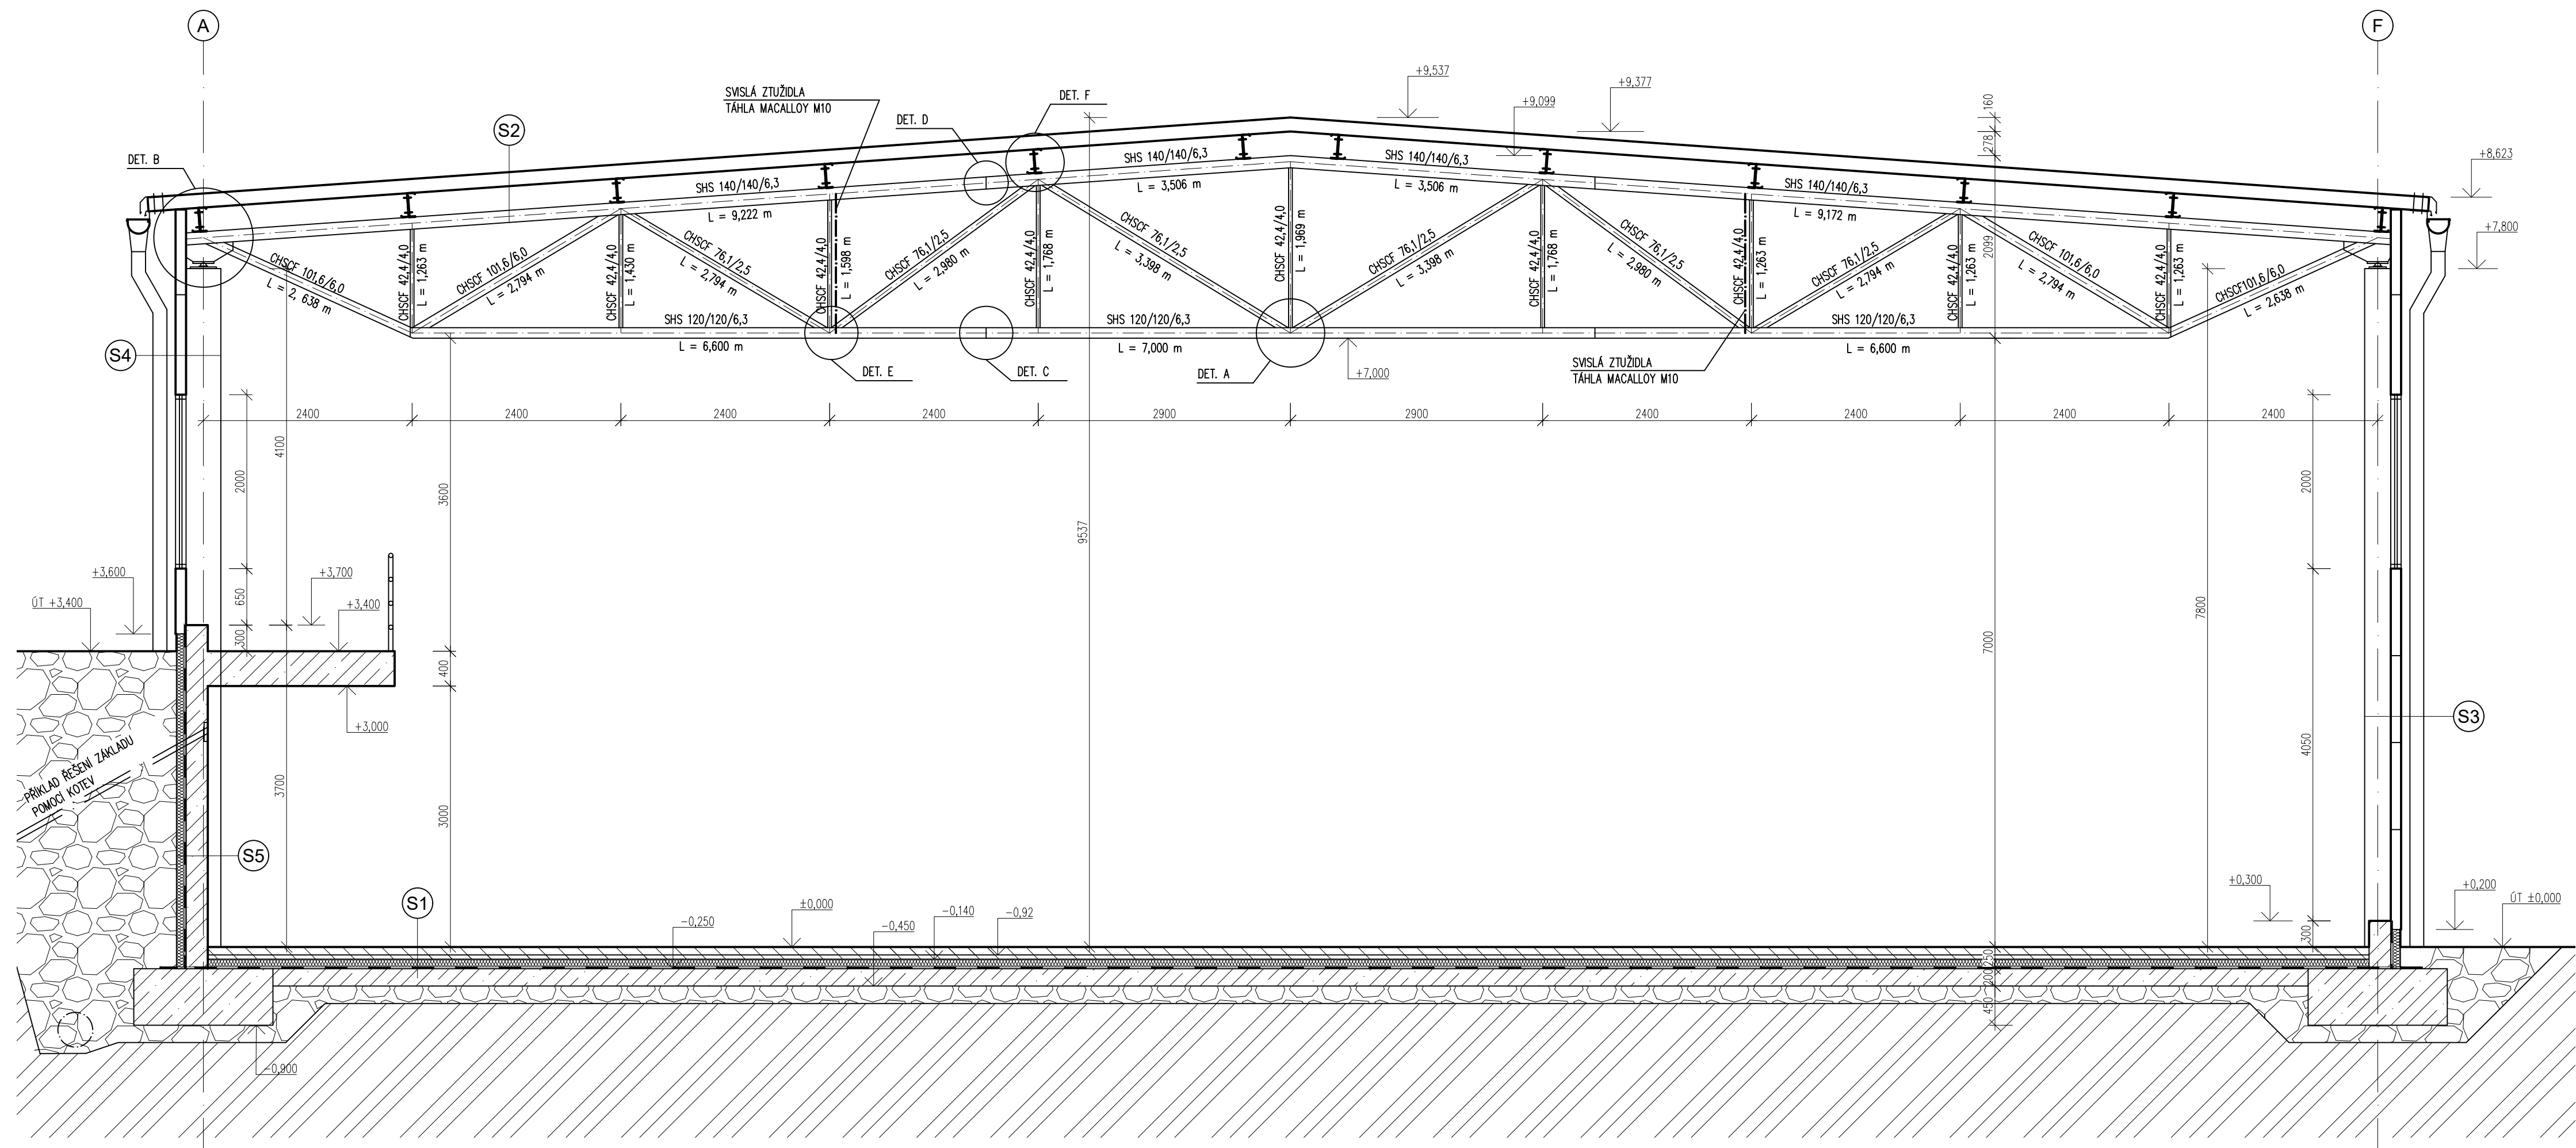 A
F
+9,537
+9,377
+9,099
160
278
SVISLÁ ZTUŽIDLA
TÁHLA MACALLOY M10
DET. F
DET. D
S2
DET. B
+8,623
+7,800
SHS 140/140/6,3
L = 9,222 m
SHS 140/140/6,3
L = 3,506 m
SHS 140/140/6,3
L = 3,506 m
SHS 140/140/6,3
L = 9,172 m
CHSCF 101,6/6,0
L = 2, 638 m
CHSCF 42,4/4,0
L = 1,263 m
CHSCF 101,6/6,0
L = 2,794 m
CHSCF 42,4/4,0
L = 1,430 m
CHSCF 76,1/2,5
L = 2,794 m
CHSCF 42,4/4,0
L = 1,598 m
CHSCF 76,1/2,5
L = 2,980 m
CHSCF 42,4/4,0
L = 1,768 m
CHSCF 76,1/2,5
L = 3,398 m
CHSCF 42,4/4,0
L = 1,969 m
CHSCF 76,1/2,5
L = 3,398 m
CHSCF 42,4/4,0
L = 1,768 m
CHSCF 76,1/2,5
L = 2,980 m
CHSCF 42,4/4,0
L = 1,263 m
CHSCF 76,1/2,5
L = 2,794 m
CHSCF 42,4/4,0
L = 1,263 m
CHSCF 101,6/6,0
L = 2,794 m
CHSCF 42,4/4,0
L = 1,263 m
CHSCF101,6/6,0
L = 2,638 m
2099
SHS 120/120/6,3
L = 6,600 m
SHS 120/120/6,3
L = 7,000 m
SHS 120/120/6,3
L = 6,600 m
S4
DET. E
DET. C
DET. A
+7,000
SVISLÁ ZTUŽIDLA
TÁHLA MACALLOY M10
2400
2400
2400
2400
2900
2900
2400
2400
2400
2400
2000
4100
3600
9537
7000
7800
2000
+3,600
ÚT +3,400
650
300
+3,700
+3,400
400
+3,000
3700
3000
PŘÍKLAD ŘEŠENÍ ZÁKLADU
POMOCÍ KOTEV
S5
S1
S3
4050
+0,300
+0,200
ÚT ±0,000
300
-0,250
±0,000
-0,450
-0,140
-0,92
250
200
450
-0,900